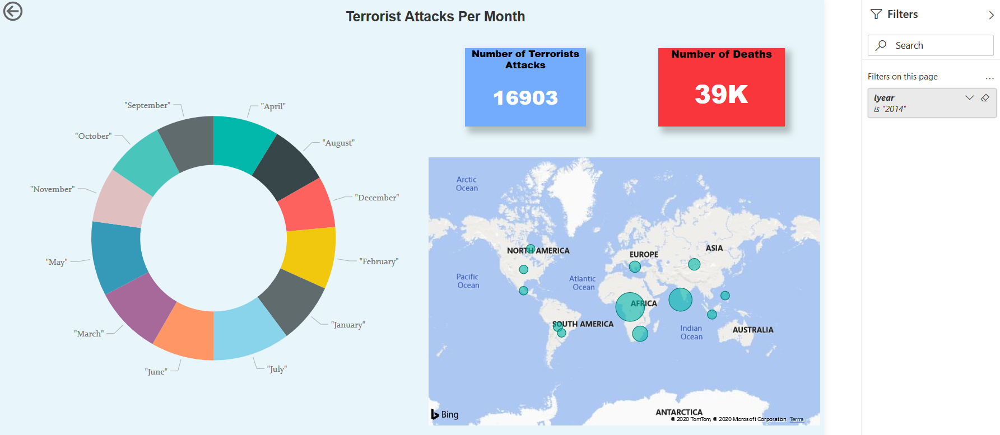 Terrorist Attacks Per Month
Filters
Search
Filters on this page
...
iyear
is "2014"
Number of Terrorists
Attacks
16903
Number of Deaths
39K
"September"
"April"
"October"
"August"
"November"
"December"
"May"
"February"
"March"
"January"
"June"
"July"
Arctic
Ocean
NORTH AMERICA
EUROPE
ASIA
Pacific
Ocean
Atlantic
Ocean
AFRICA
SOUTH AMERICA
Indian
Ocean
AUSTRALIA
ANTARCTICA
Bing
© 2020 TomTom, © 2020 Microsoft Corporation Terms